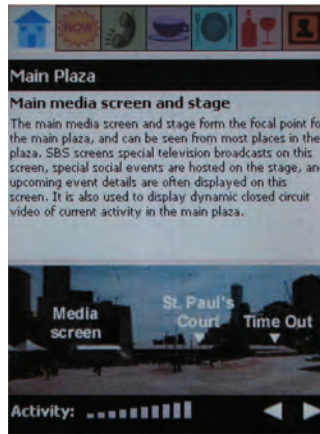 NOW
Main Plaza
Main media screen and stage
The main media screen and stage form the focal point fo
the main plaza, and can be seen from most places in the
plaza. SBS screens special television broadcasts on this
screen, special social events are hosted on the stage, an
upcoming event details are often displayed on this
screen. It is also used to display dynamic closed circuit
video of current activity in the main plaza.
Media
screen
St. Paul's
Court
Time Out
Activity: